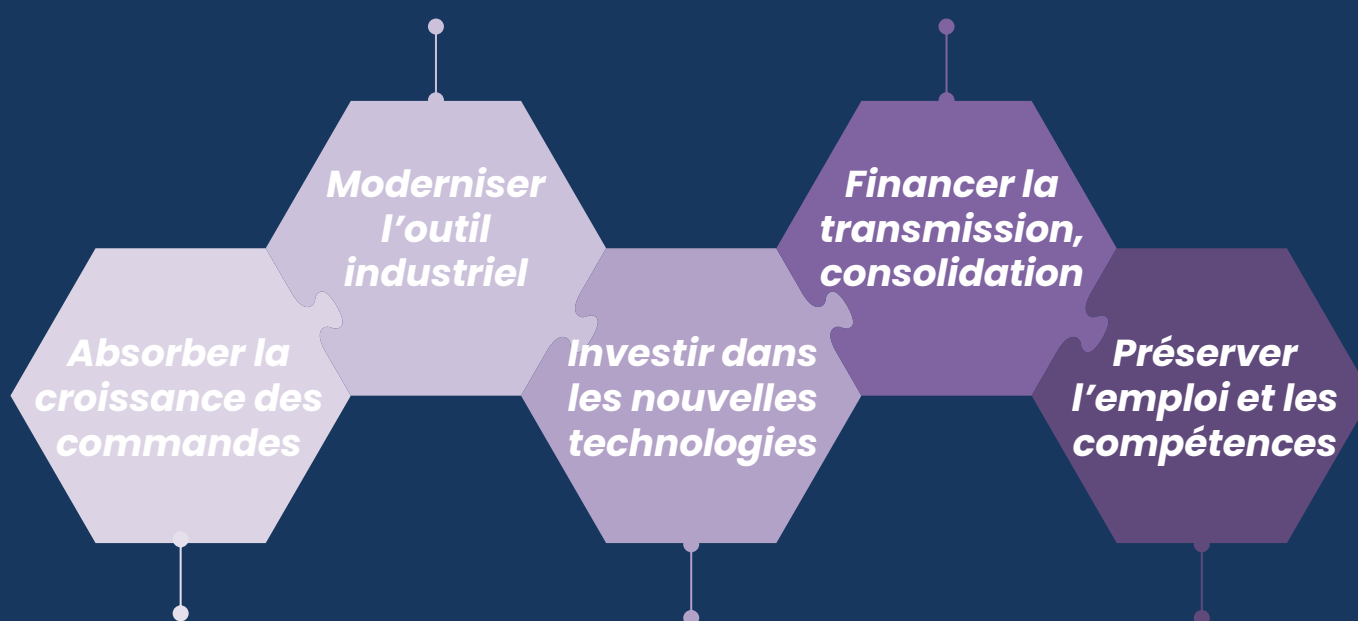 Absorber la
croissance des
commandes
Moderniser
l’outil
industriel
Investir dans
les nouvelles
technologies
Financer la
transmission,
consolidation
Préserver
l’emploi et les
compétences